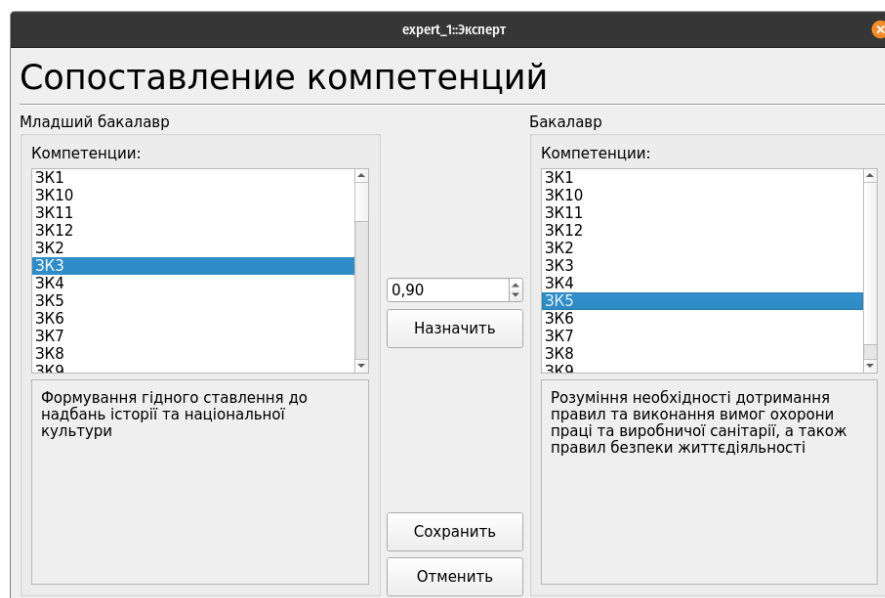 expert_1::Эксперт
Сопоставление компетенций
Младший бакалавр
Компетенции:
ЗК1
ЗК10
ЗК11
ЗК12
ЗК2
ЗК3
ЗК4
ЗК5
ЗК6
ЗК7
ЗК8
ЗК9
Формування гідного ставлення до
надбань історії та національної
культури
0,90
Назначить
Сохранить
Отменить
Бакалавр
Компетенции:
ЗК1
ЗК10
ЗК11
ЗК12
ЗК2
ЗК3
ЗК4
ЗК5
ЗК6
ЗК7
ЗК8
ЗК9
Розуміння необхідності дотримання
правил та виконання вимог охорони
праці та виробничої санітарії, а також
правил безпеки життєдіяльності